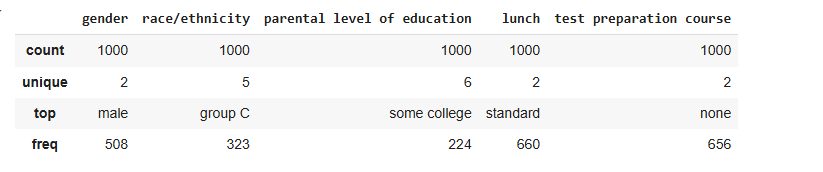 gender race/ethnicity parental level of education lunch test preparation course
count 1000 1000 1000 1000 1000
unique 2 5 6 2 2
top male group C some college standard none
freq 508 323 224 660 656